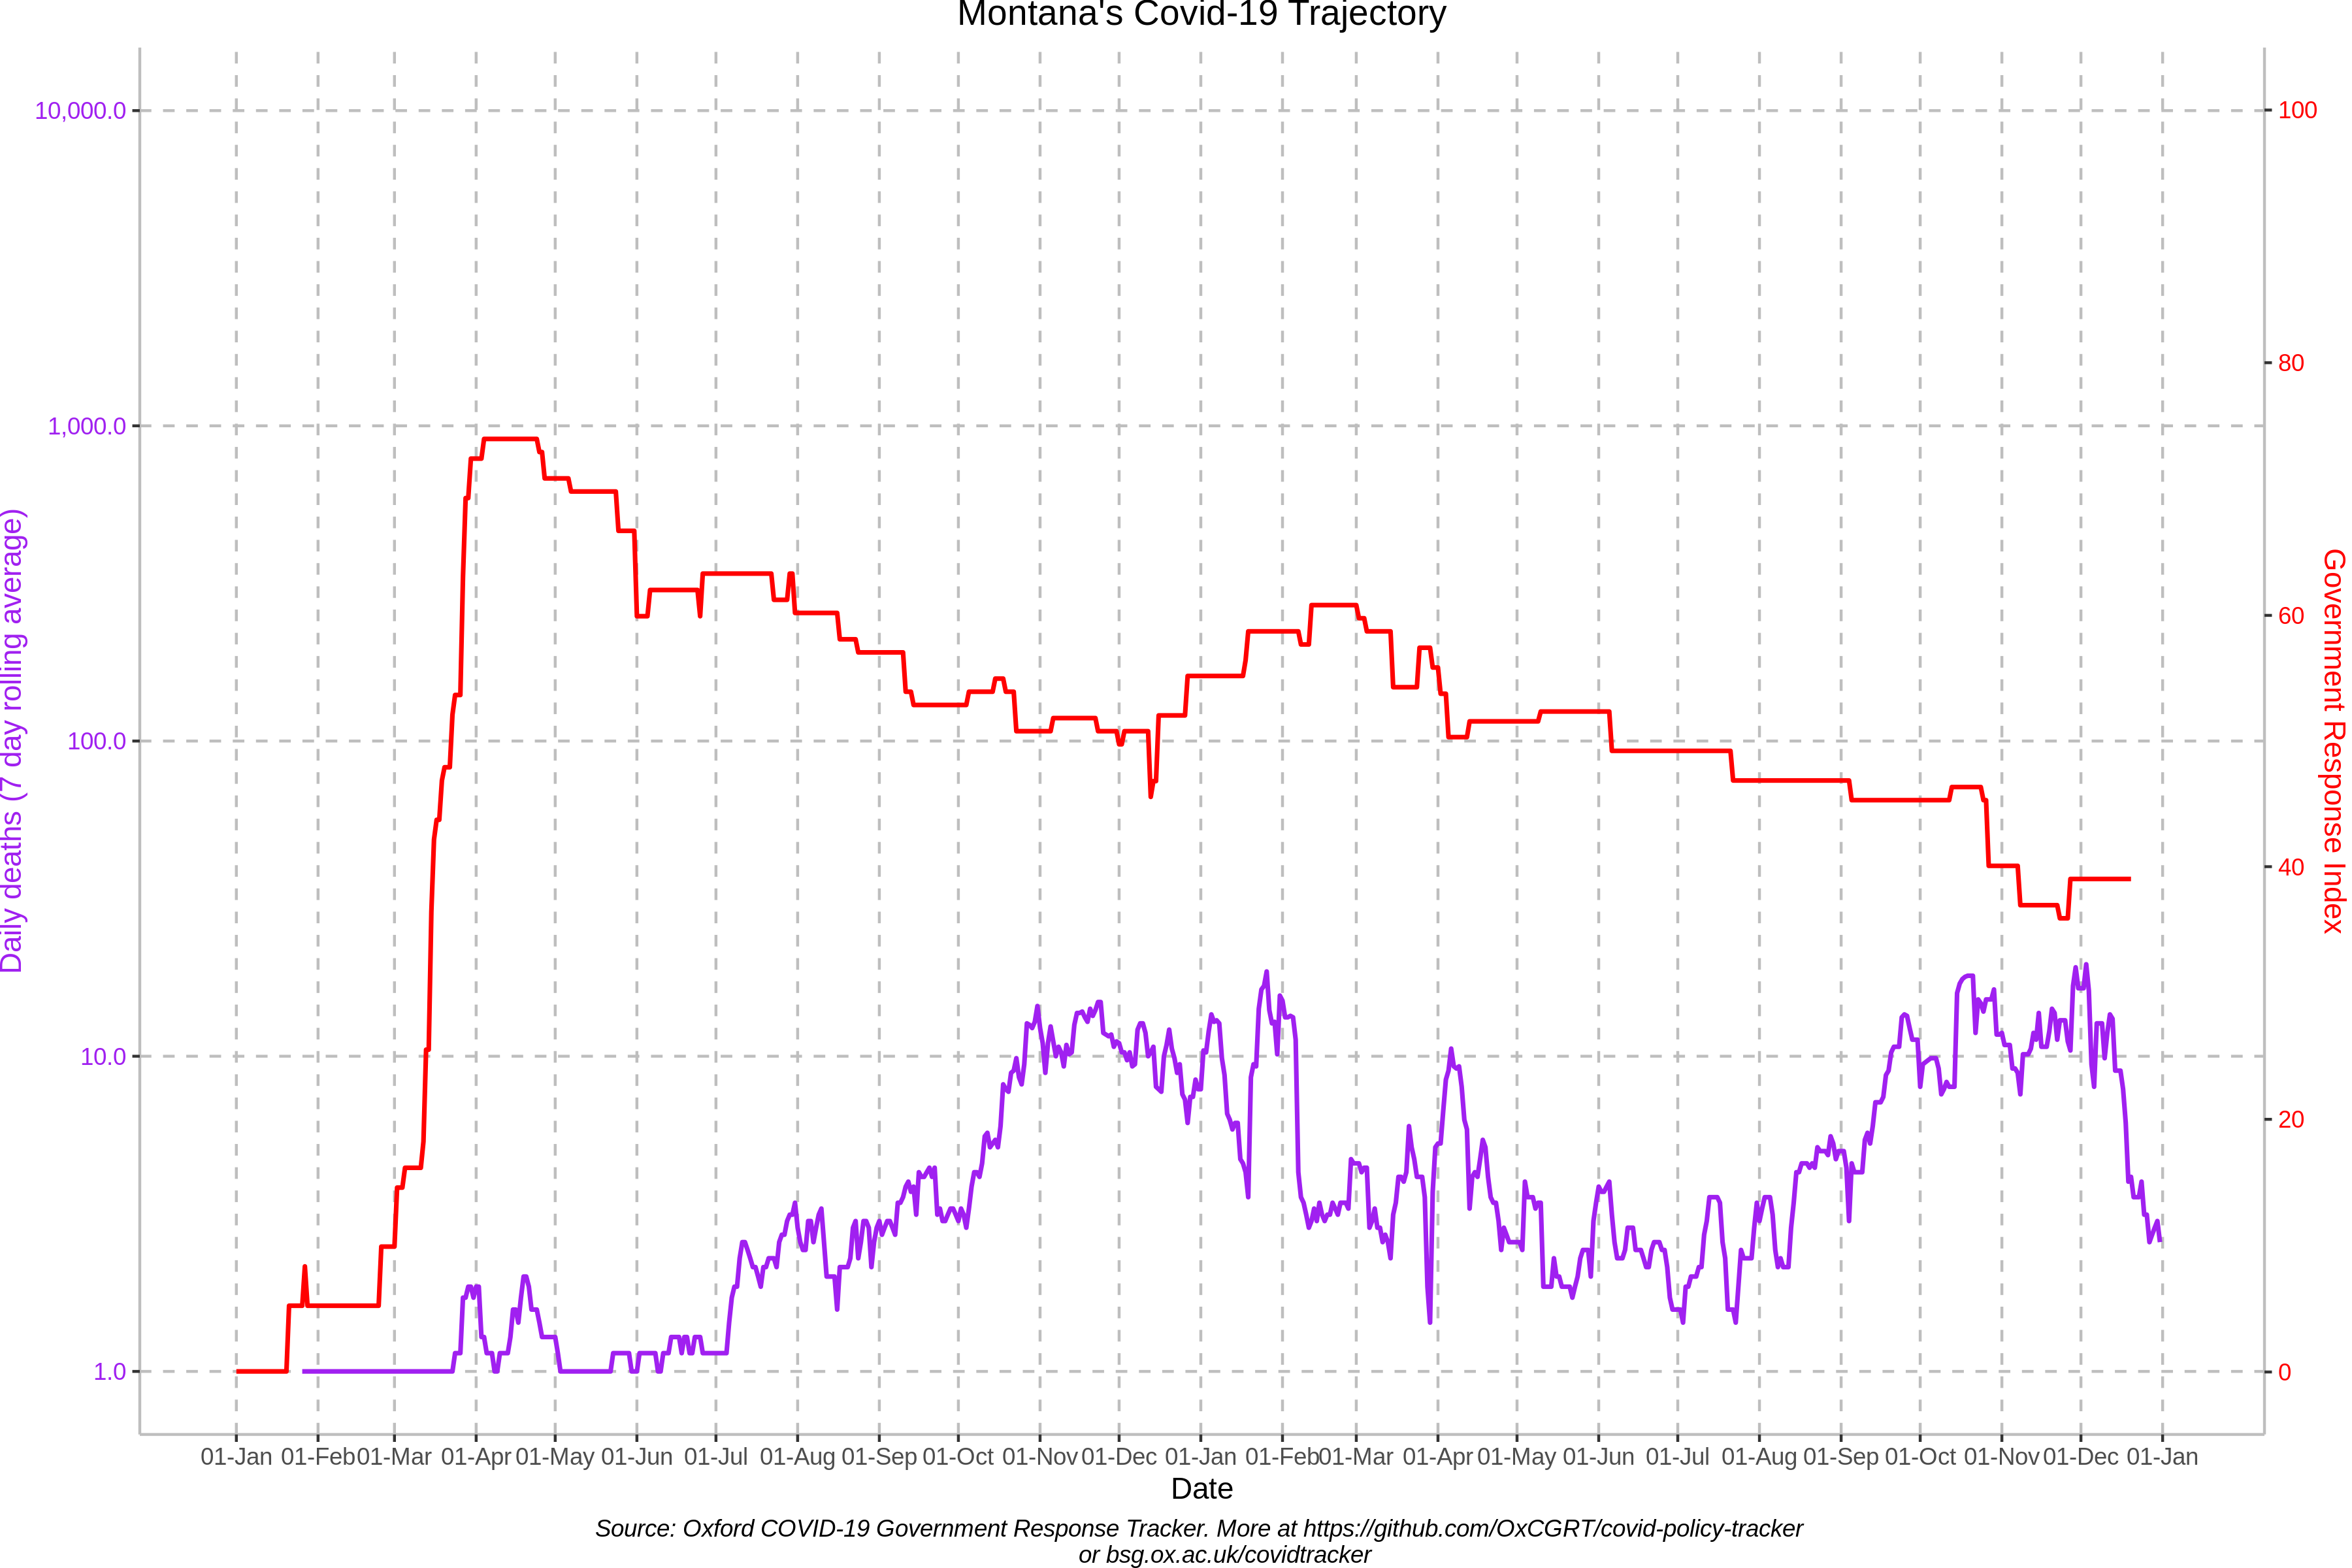 Montana's Covid-19 Trajectory
10,000.0
1,000.0
100.0
10.0
1.0
Daily deaths (7 day rolling average)
100
80
60
40
20
0
Government Response Index
01-Jan 01-Feb 01-Mar 01-Apr 01-May 01-Jun 01-Jul 01-Aug 01-Sep 01-Oct 01-Nov 01-Dec 01-Jan 01-Feb 01-Mar 01-Apr 01-May 01-Jun 01-Jul 01-Aug 01-Sep 01-Oct 01-Nov 01-Dec 01-Jan
Date
Source: Oxford COVID-19 Government Response Tracker. More at https://github.com/OxCGRT/covid-policy-tracker
or bsg.ox.ac.uk/covidtracker